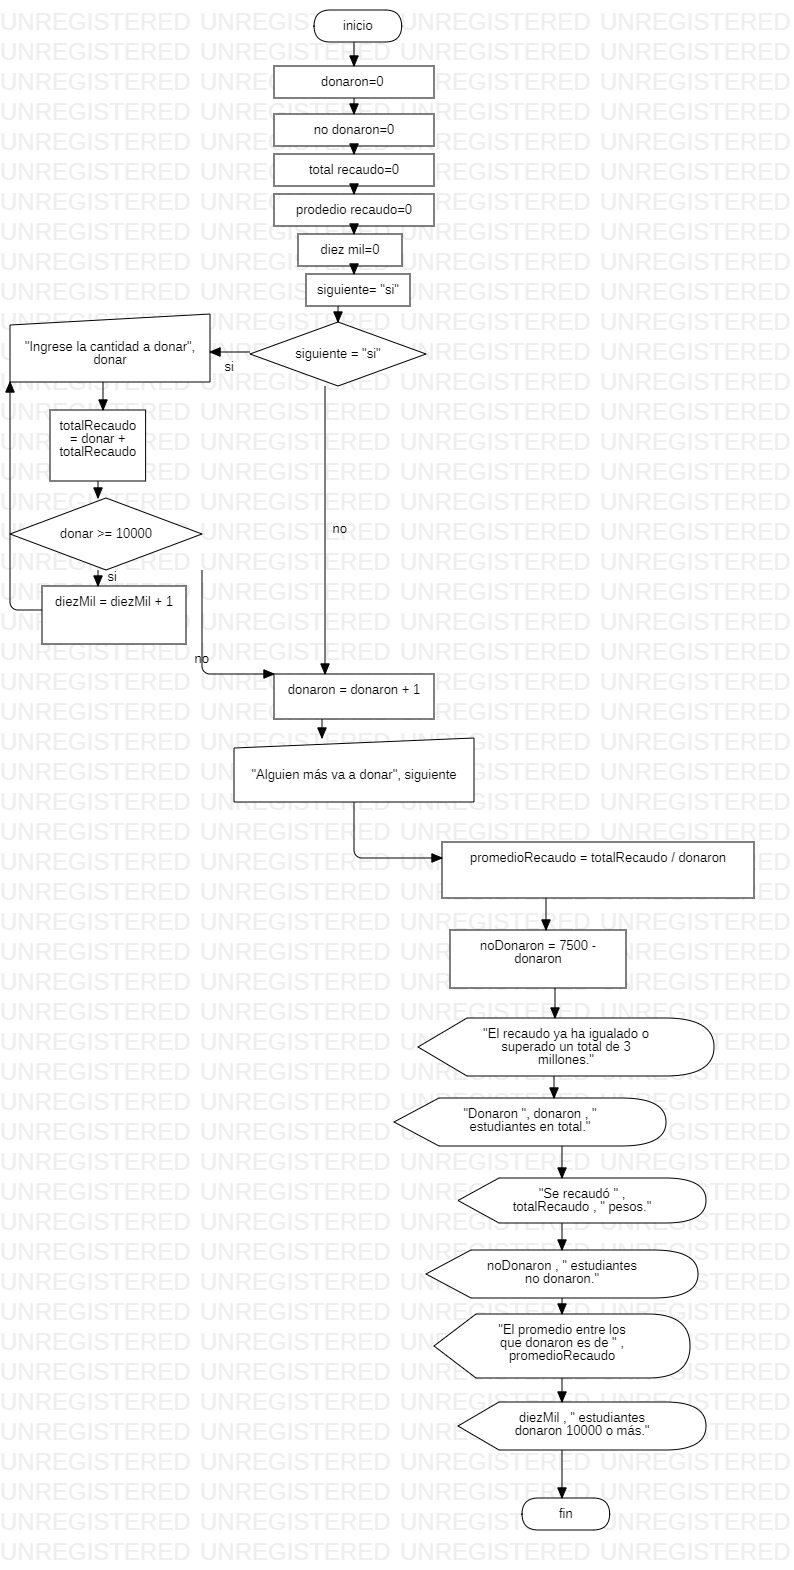 inicio
donaron=0
no donaron=0
total recaudo=0
prodedio recaudo=0
diez mil=0
siguiente= "si"
siguiente = "si"
si
"Ingrese la cantidad a donar",
donar
totalRecaudo
= donar +
totalRecaudo
donar >= 10000
si
diezMil = diezMil + 1
no
no
donaron = donaron + 1
"Alguien más va a donar", siguiente
promedioRecaudo = totalRecaudo / donaron
noDonaron = 7500 -
donaron
"El recaudo ya ha igualado o
superado un total de 3
millones."
"Donaron ", donaron , "
estudiantes en total."
"Se recaudó " ,
totalRecaudo , " pesos."
noDonaron , " estudiantes
no donaron."
"El promedio entre los
que donaron es de " ,
promedioRecaudo
diezMil , " estudiantes
donaron 10000 o más."
fin
UNREGISTERED